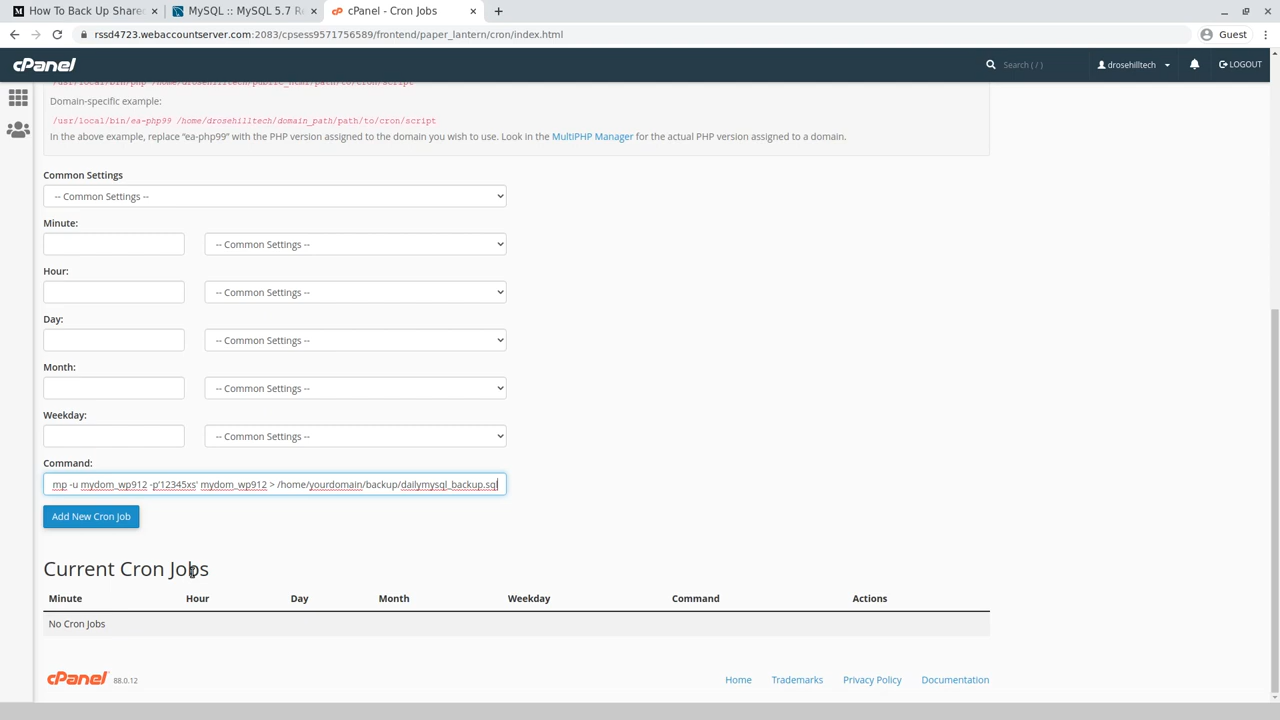 How To Back Up Share
MySQL :: MySQL 5.7 R
cPanel - Cron Jobs
rssd4723.webaccountserver.com:2083/cpsess9571756589/frontend/paper_lantern/cron/index.html
Guest
cPanel
Search ( / )
drosehilltech
LOGOUT
/usr/local/bin/php /home/drosehilltech/public_html/path/to/cron/script
Domain-specific example:
/usr/local/bin/ea-php99 /home/drosehilltech/domain_path/path/to/cron/script
In the above example, replace “ea-php99” with the PHP version assigned to the domain you wish to use. Look in the MultiPHP Manager for the actual PHP version assigned to a domain.
Common Settings
-- Common Settings --
Minute:
-- Common Settings --
Hour:
-- Common Settings --
Day:
-- Common Settings --
Month:
-- Common Settings --
Weekday:
-- Common Settings --
Command:
mp -u mydom_wp912 -p'12345xs' mydom_wp912 > /home/yourdomain/backup/dailymysql_backup.sql
Add New Cron Job
Current Cron Jobs
Minute Hour Day Month Weekday Command Actions
No Cron Jobs
cPanel 88.0.12
Home Trademarks Privacy Policy Documentation